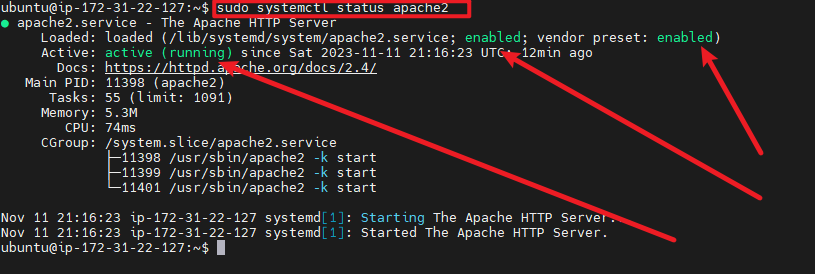 ubuntu@ip-172-31-22-127:~$ sudo systemctl status apache2
● apache2.service - The Apache HTTP Server
Loaded: loaded (/lib/systemd/system/apache2.service; enabled; vendor preset: enabled)
Active: active (running) since Sat 2023-11-11 21:16:23 UTC; 12min ago
Docs: https://httpd.apache.org/docs/2.4/
Main PID: 11398 (apache2)
Tasks: 55 (limit: 1091)
Memory: 5.3M
CPU: 74ms
CGroup: /system.slice/apache2.service
├─11398 /usr/sbin/apache2 -k start
├─11399 /usr/sbin/apache2 -k start
└─11401 /usr/sbin/apache2 -k start
Nov 11 21:16:23 ip-172-31-22-127 systemd[1]: Starting The Apache HTTP Server.
Nov 11 21:16:23 ip-172-31-22-127 systemd[1]: Started The Apache HTTP Server.
ubuntu@ip-172-31-22-127:~$